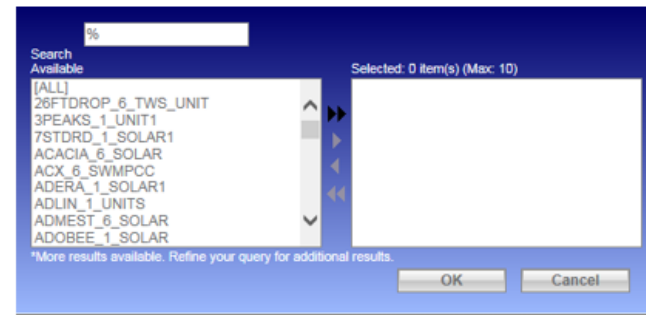 %
Search
Available
Selected: 0 item(s) (Max: 10)
[ALL]
26FTDROP_6_TWS_UNIT
3PEAKS_1_UNIT1
7STDRD_1_SOLAR1
ACACIA_6_SOLAR
ACX_6_SWMPCC
ADERA_1_SOLAR1
ADLIN_1_UNITS
ADMEST_6_SOLAR
ADOBEE_1_SOLAR
*More results available. Refine your query for additional results.
OK
Cancel